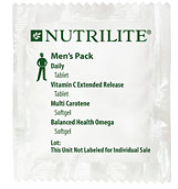 NUTRILITE®
Men's Pack
Daily
Tablet
Vitamin C Extended Release
Tablet
Multi Carotene
Softgel
Balanced Health Omega
Softgel
Lot:
This Unit Not Labeled for Individual Sale